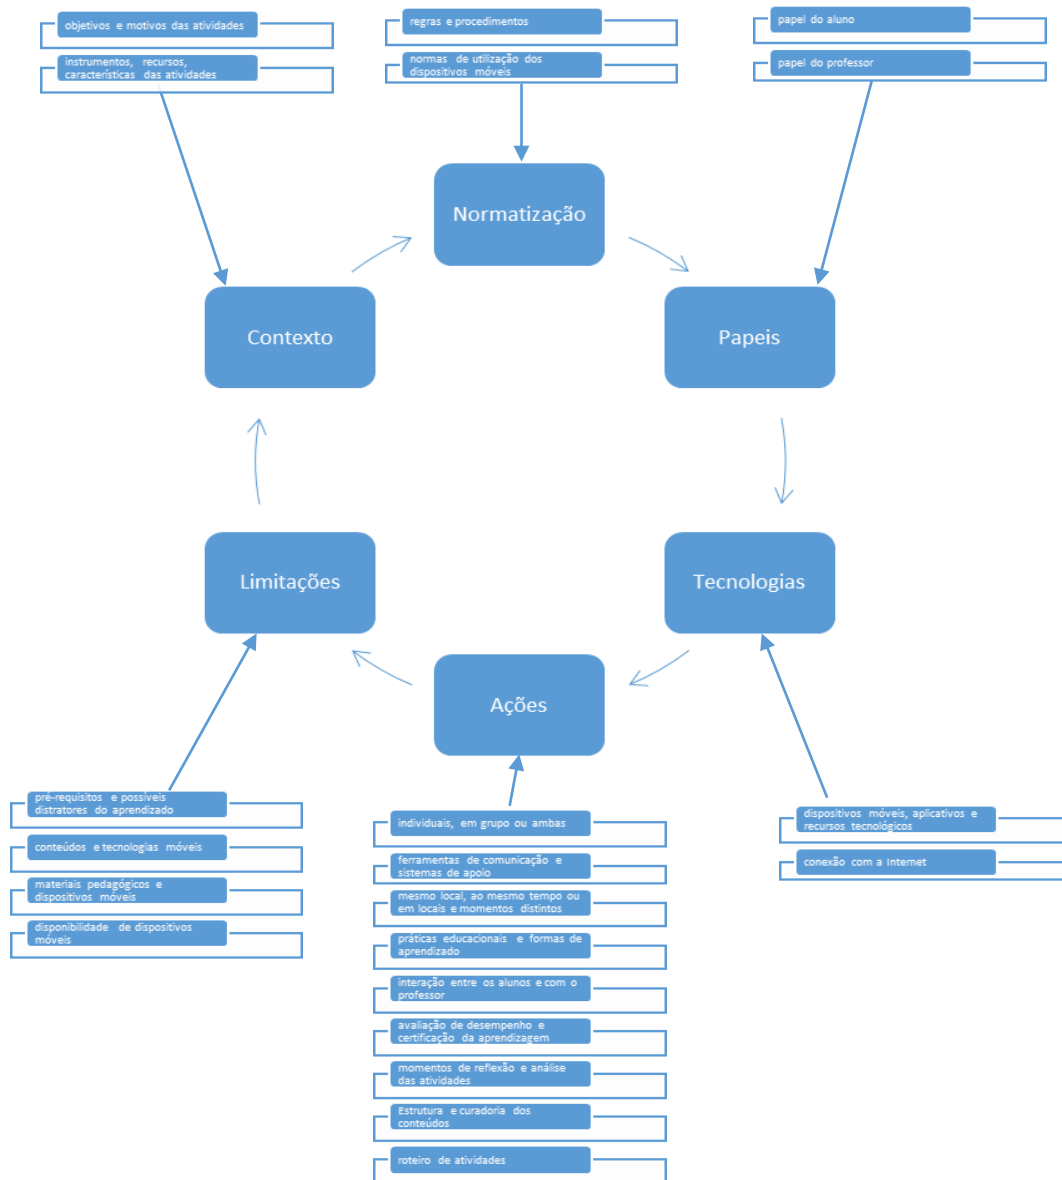 objetivos e motivos das atividades
instrumentos, recursos,
características das atividades
regras e procedimentos
normas de utilização dos
dispositivos móveis
papel do aluno
papel do professor
Normatização
Contexto
Papeis
Limitações
Tecnologias
Ações
pré-requisitos e possíveis
distratores do aprendizado
conteúdos e tecnologias móveis
materiais pedagógicos e
dispositivos móveis
disponibilidade de dispositivos
móveis
individuais, em grupo ou ambas
ferramentas de comunicação e
sistemas de apoio
mesmo local, ao mesmo tempo ou
em locais e momentos distintos
práticas educacionais e formas de
aprendizado
interação entre os alunos e com o
professor
avaliação de desempenho e
certificação da aprendizagem
momentos de reflexão e análise
das atividades
Estrutura e curadoria dos
conteúdos
roteiro de atividades
dispositivos móveis, aplicativos e
recursos tecnológicos
conexão com a Internet